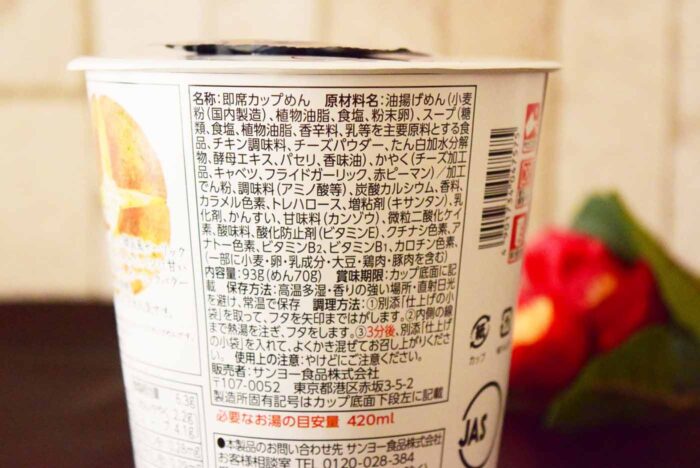 名称：即席カップめん　原材料名：油揚げめん（小麦
粉（国内製造）、植物油脂、食塩、粉末卵）、スープ（糖
類、食塩、植物油脂、香辛料、乳等を主要原料とする食
品、チキン調味料、チーズパウダー、たん白加水分解
物、酵母エキス、パセリ、香味油）、かやく（チーズ加工
品、キャベツ、フライドガーリック、赤ピーマン）／加工
でん粉、調味料（アミノ酸等）、炭酸カルシウム、香料、
カラメル色素、トレハロース、増粘剤（キサンタン）、乳
化剤、かんすい、甘味料（カンゾウ）、微粒二酸化ケイ
素、酸味料、酸化防止剤（ビタミンE）、クチナシ色素、ア
ナトー色素、ビタミンB2、ビタミンB1、カロチン色素、
（一部に小麦・卵・乳成分・大豆・鶏肉・豚肉を含む）
内容量：93g（めん70g）　賞味期限：カップ底面に記
載　保存方法：高温多湿・香りの強い場所・直射日光
を避け、常温で保存　調理方法：①別添「仕上げの小
袋」を取って、フタを矢印まではがします。②内側の線
まで熱湯を注ぎ、フタをします。③3分後、別添「仕上げ
の小袋」を入れて、よくかき混ぜてお召し上がりくださ
い。　使用上の注意：やけどにご注意ください。
販売者：サンヨー食品株式会社
〒107-0052　東京都港区赤坂3-5-2
製造所固有記号はカップ底面下段左に記載
必要なお湯の目安量 420ml
●本製品のお問い合わせ先 サンヨー食品株式会社
お客様相談室 TEL 0120-028-384
6.3g
2.2g
4.1g
カップ
JAS